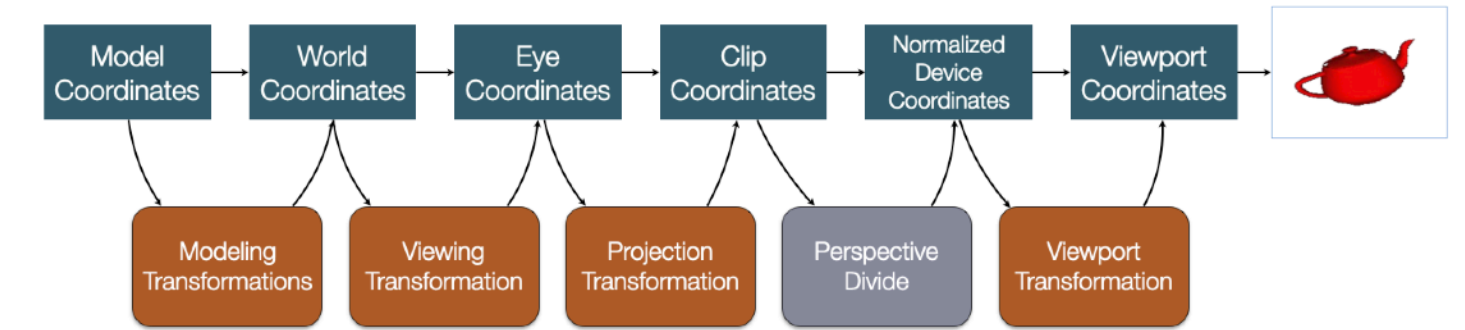 Model
Coordinates
World
Coordinates
Eye
Coordinates
Clip
Coordinates
Normalized
Device
Coordinates
Viewport
Coordinates
Modeling
Transformations
Viewing
Transformation
Projection
Transformation
Perspective
Divide
Viewport
Transformation